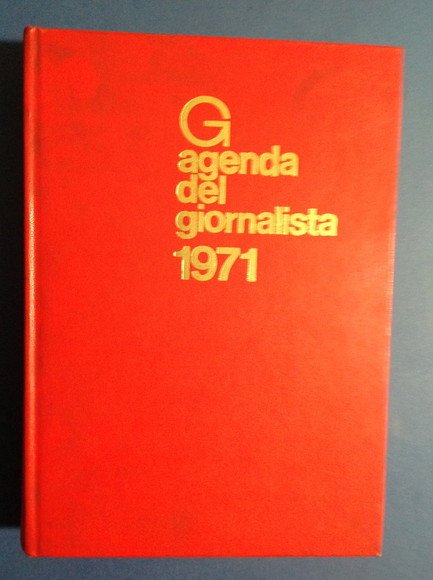 G
agenda
del
giornalista
1971